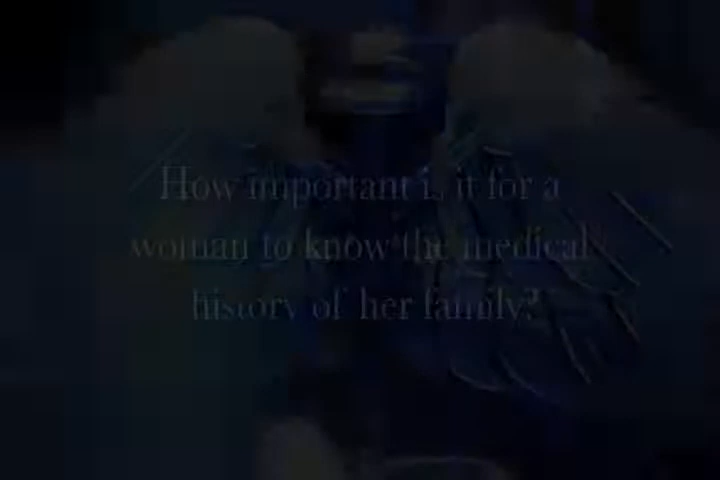 How important is it for a
woman to know the medical
history of her family?